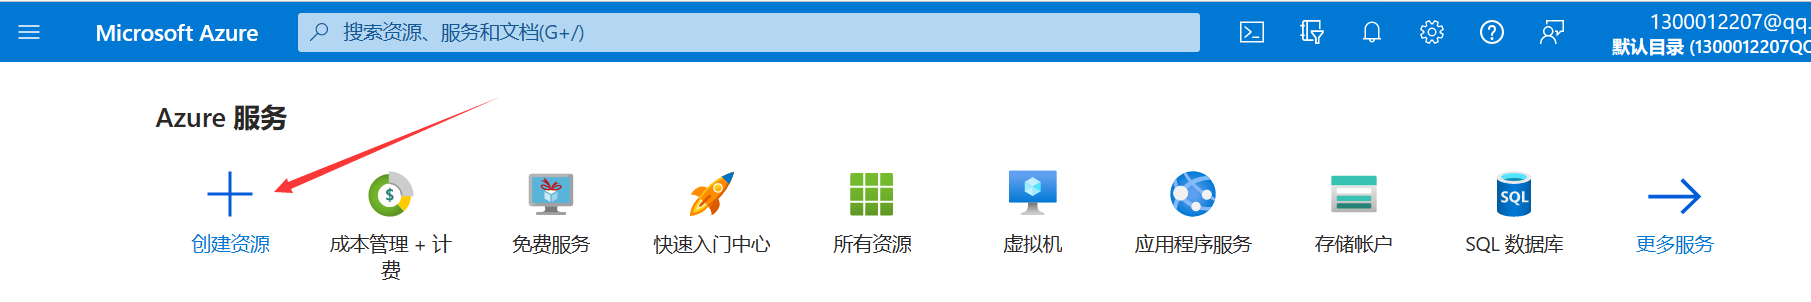 Microsoft Azure
搜索资源、服务和文档(G+/)
1300012207@qq.
默认目录 (1300012207QC
Azure 服务
创建资源
成本管理 + 计
费
免费服务
快速入门中心
所有资源
虚拟机
应用程序服务
存储帐户
SQL
SQL 数据库
更多服务